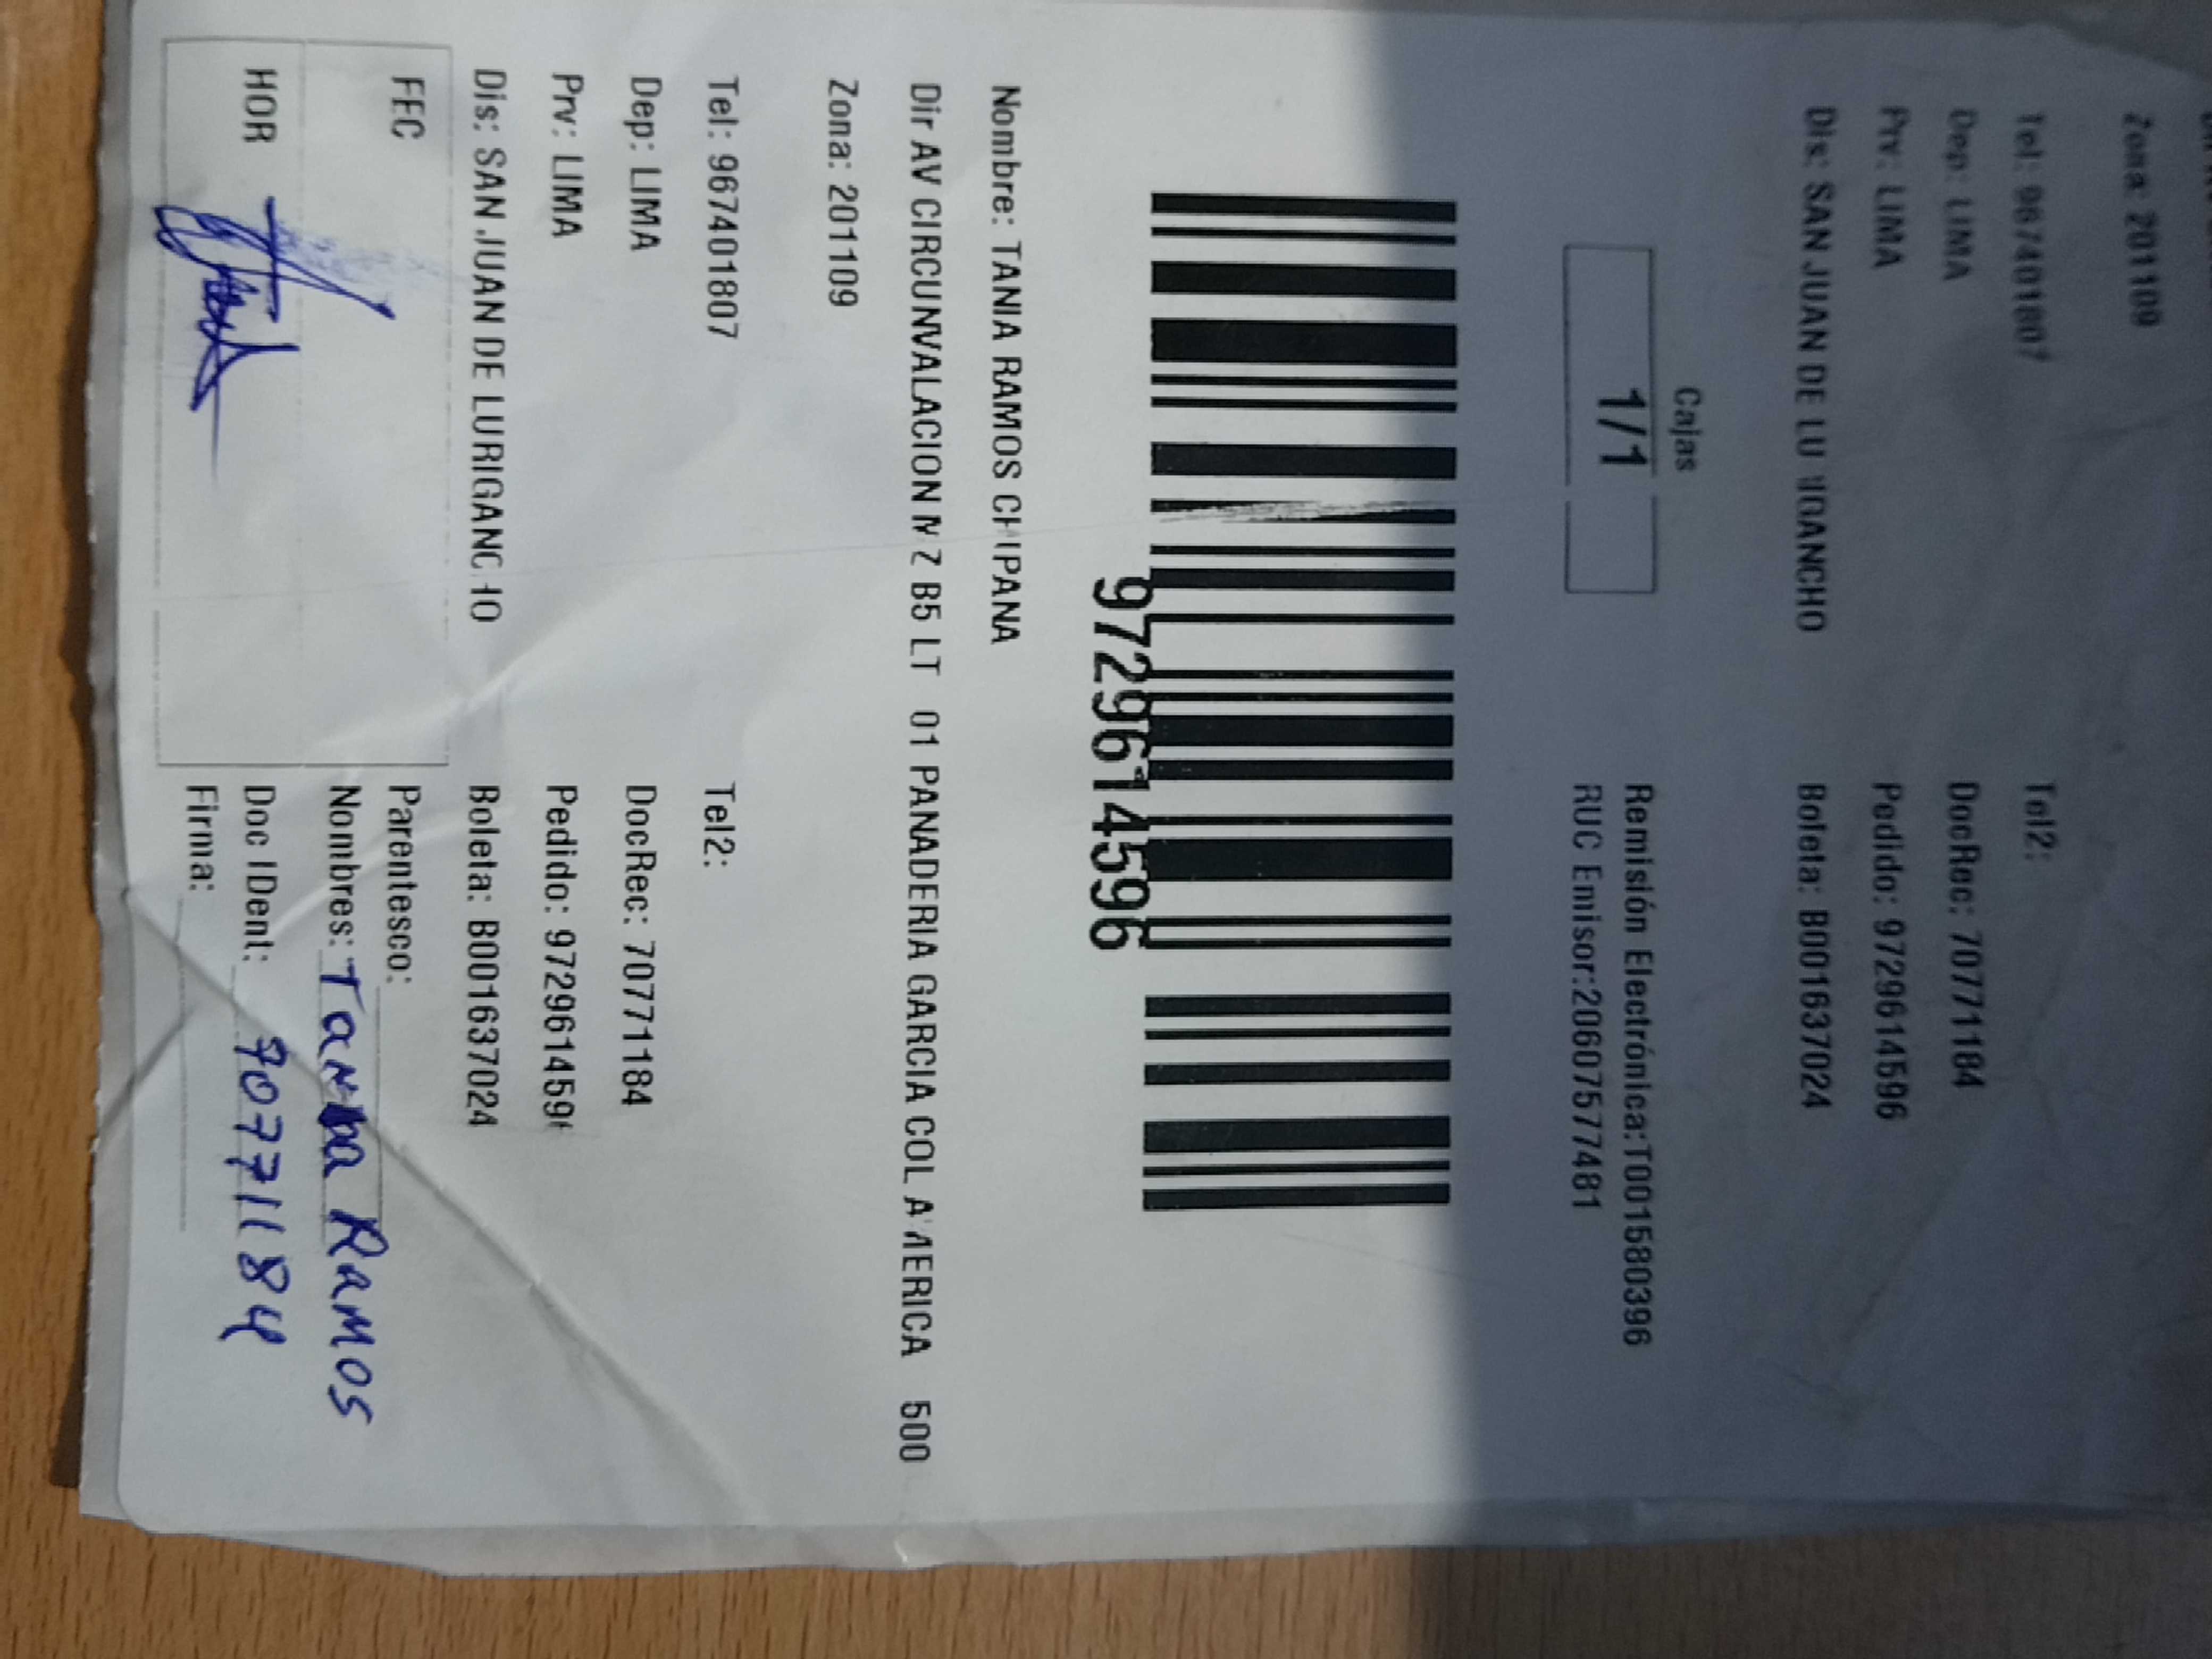 Zona: 201109
Tel: 967401807 Tel2:
Dep: LIMA DocRec: 70771184
Prv: LIMA Pedido: 9729614596
Dis: SAN JUAN DE LU IGANCHO Boleta: B001637024
Cajas
1/1
Remisión Electrónica:T001580396
RUC Emisor:20607577481
9729614596
Nombre: TANIA RAMOS CHIPANA
Dir AV CIRCUNVALACION MZ B5 LT 01 PANADERIA GARCIA COL AMERICA 500
Zona: 201109
Tel: 967401807 Tel2:
Dep: LIMA DocRec: 70771184
Prv: LIMA Pedido: 9729614596
Dis: SAN JUAN DE LURIGANCHO Boleta: B001637024
FEC Parentesco:
Nombres: Tania Ramos
HOR Doc IDent: 70771184
Firma: